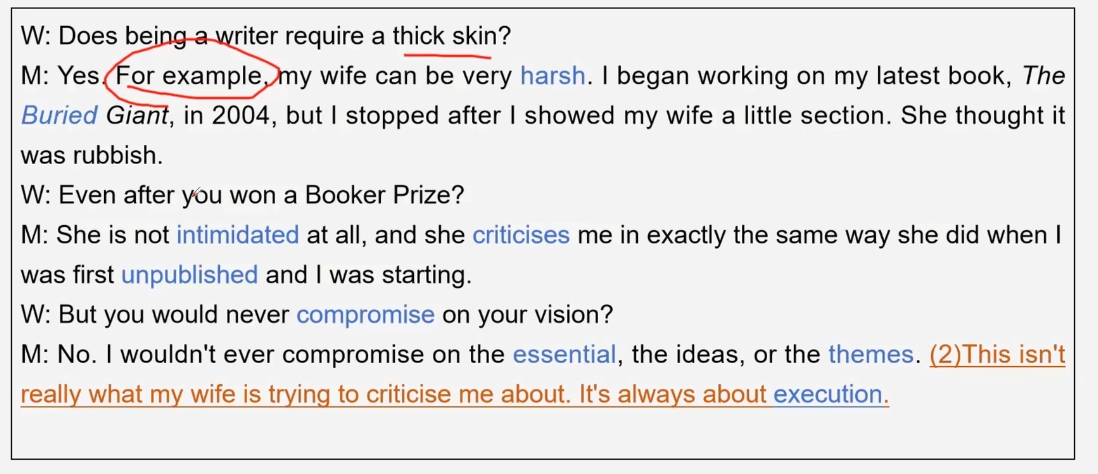 W: Does being a writer require a thick skin?
M: Yes. For example, my wife can be very harsh. I began working on my latest book, The
Buried Giant, in 2004, but I stopped after I showed my wife a little section. She thought it
was rubbish.
W: Even after you won a Booker Prize?
M: She is not intimidated at all, and she criticises me in exactly the same way she did when I
was first unpublished and I was starting.
W: But you would never compromise on your vision?
M: No. I wouldn't ever compromise on the essential, the ideas, or the themes. (2)This isn't
really what my wife is trying to criticise me about. It's always about execution.